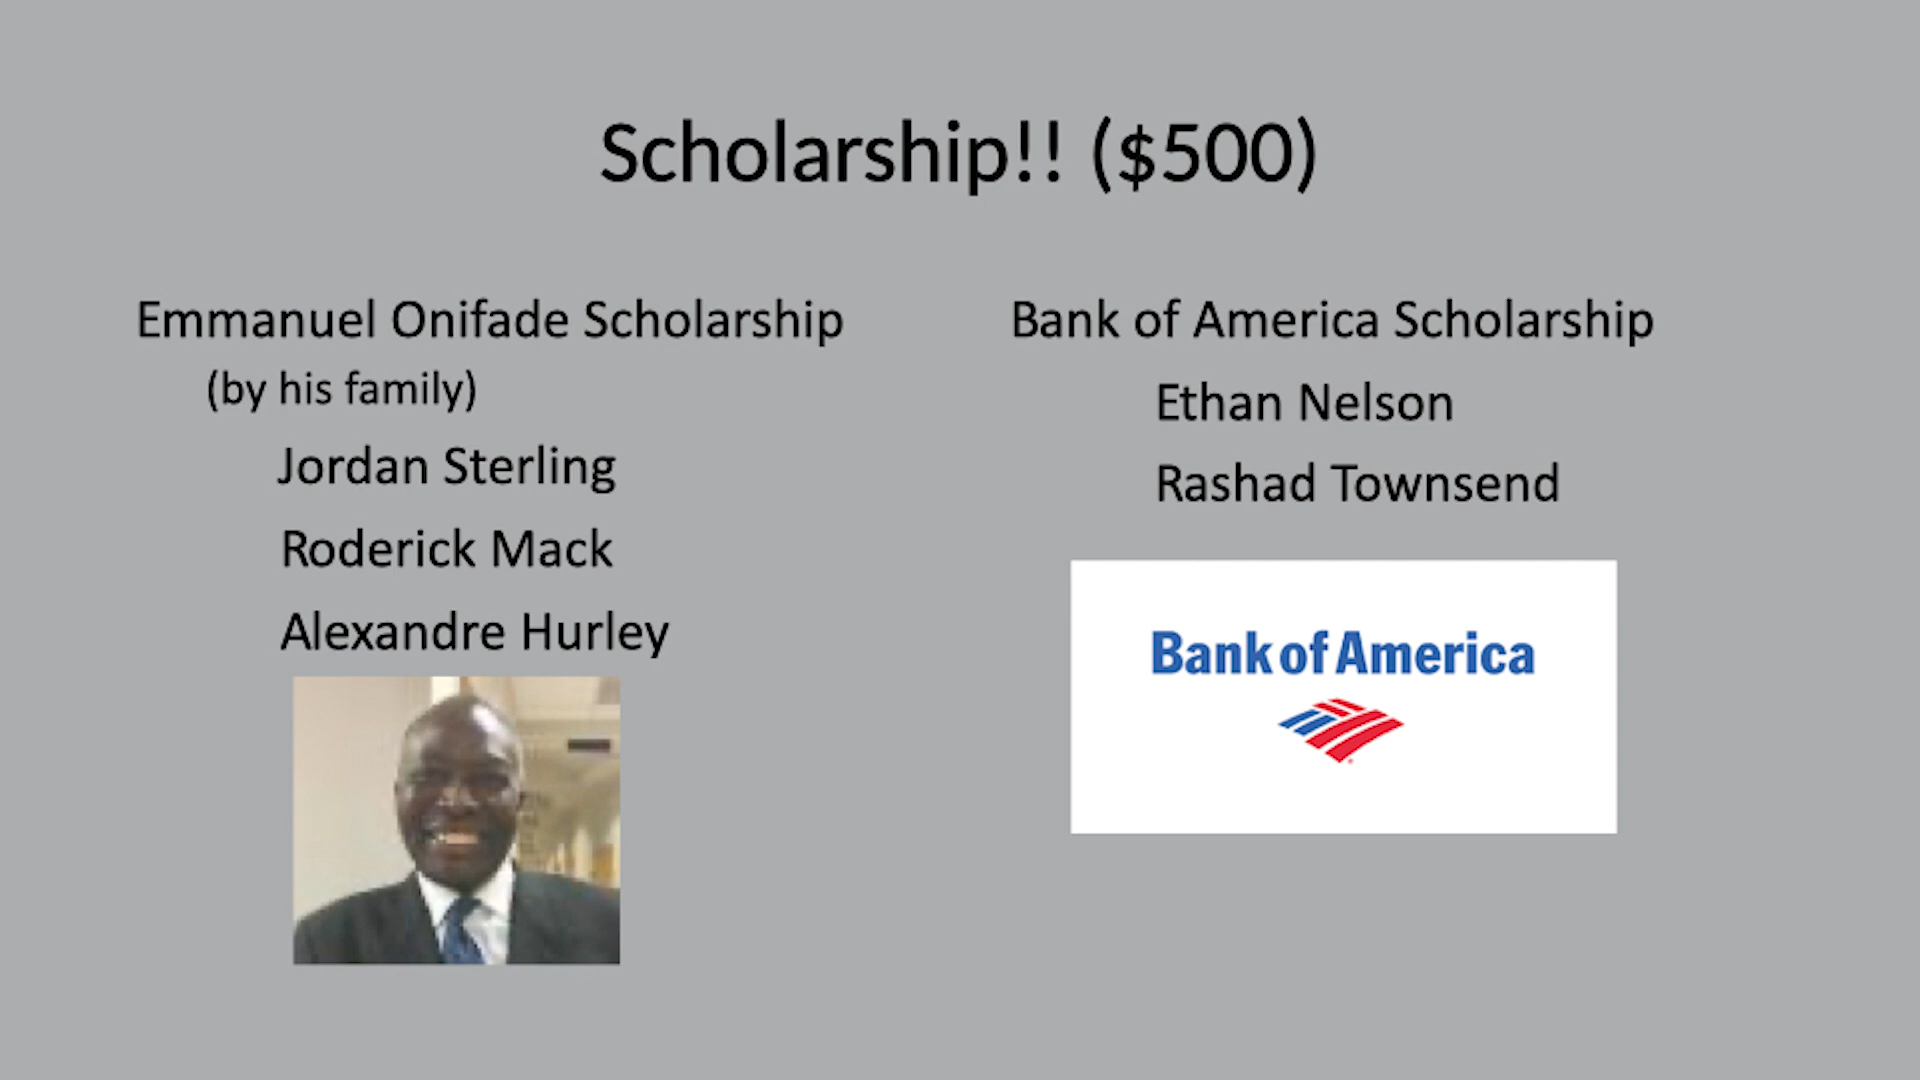 Scholarship!! ($500)
Emmanuel Onifade Scholarship
(by his family)
Jordan Sterling
Roderick Mack
Alexandre Hurley
Bank of America Scholarship
Ethan Nelson
Rashad Townsend
Bank of America